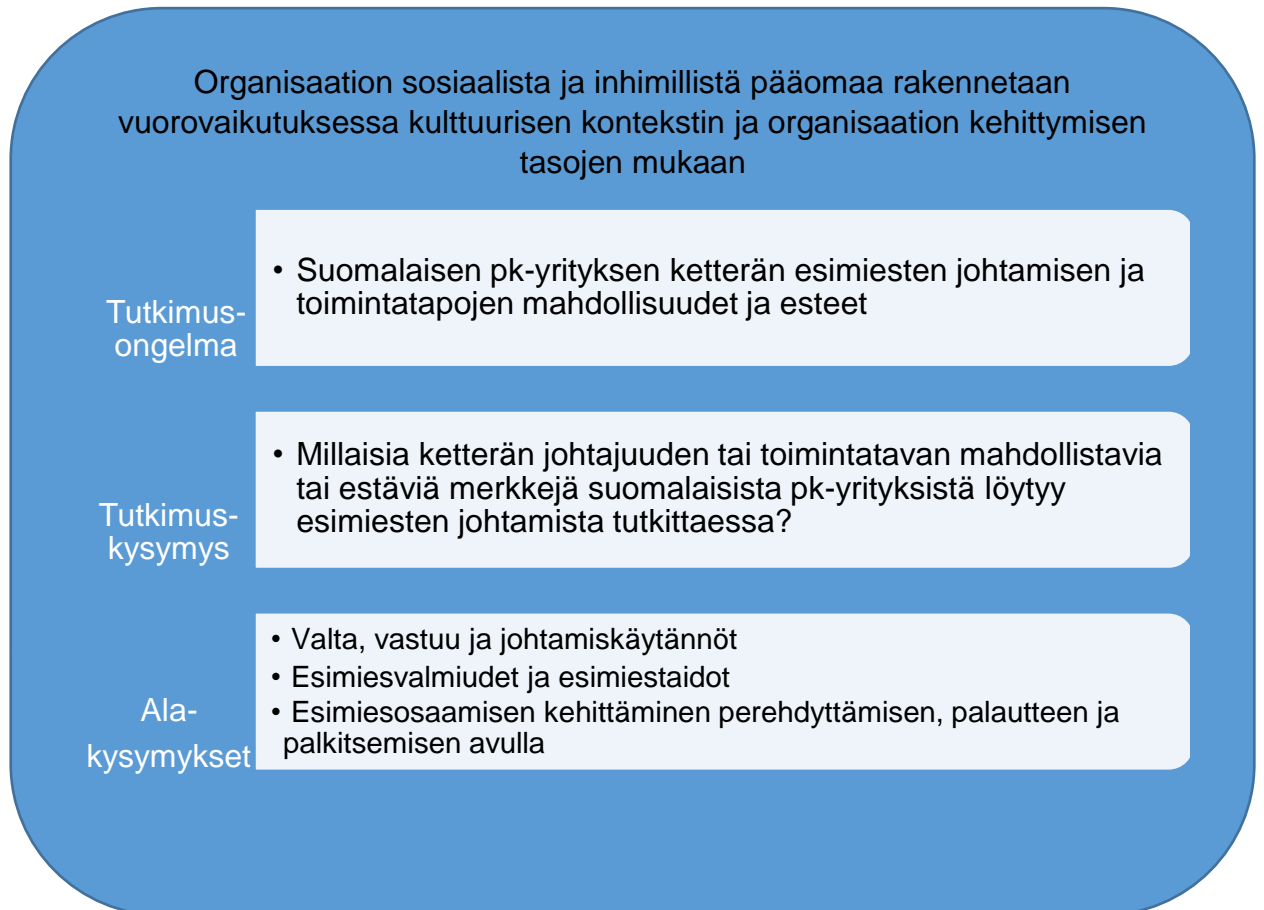 Organisaation sosiaalista ja inhimillistä pääomaa rakennetaan
vuorovaikutuksessa kulttuurisen kontekstin ja organisaation kehittymisen
tasojen mukaan
Tutkimus-
ongelma
• Suomalaisen pk-yrityksen ketterän esimiesten johtamisen ja
toimintatapojen mahdollisuudet ja esteet
Tutkimus-
kysymys
• Millaisia ketterän johtajuuden tai toimintatavan mahdollistavia
tai estäviä merkkejä suomalaisista pk-yrityksistä löytyy
esimiesten johtamista tutkittaessa?
Ala-
kysymykset
• Valta, vastuu ja johtamiskäytännöt
• Esimiesvalmiudet ja esimiestaidot
• Esimiesosaamisen kehittäminen perehdyttämisen, palautteen ja
palkitsemisen avulla